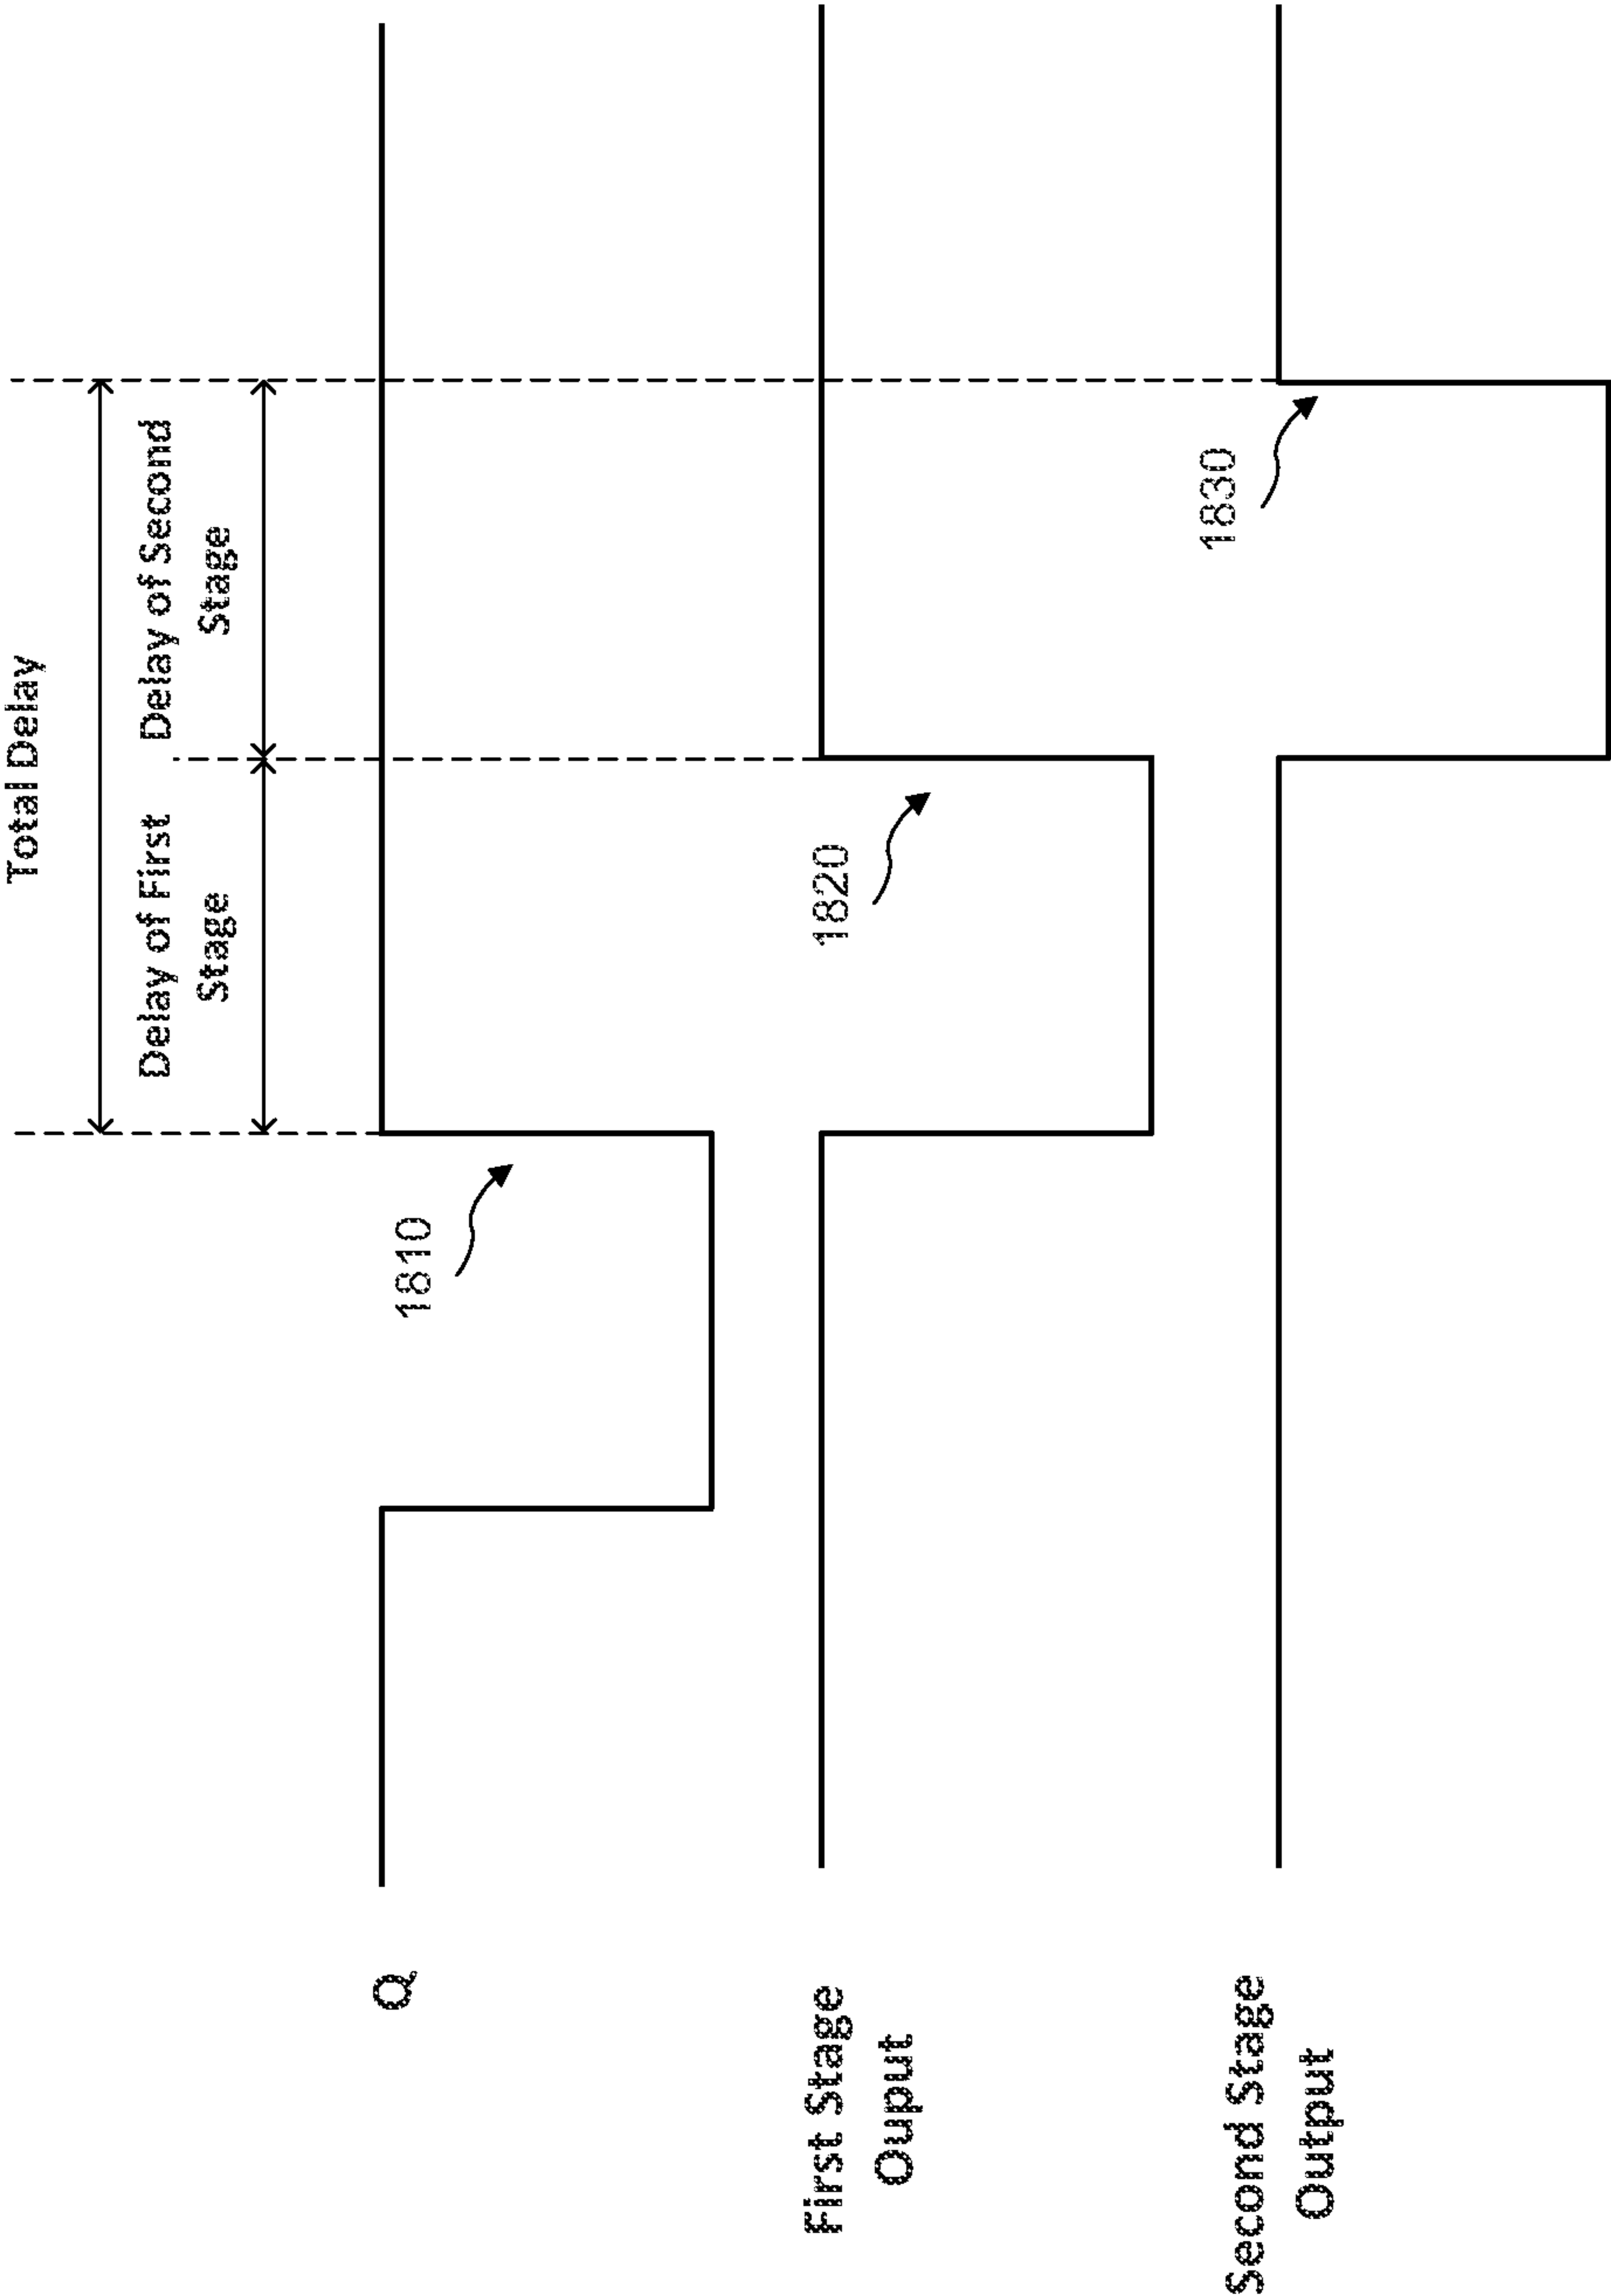 Total Delay
Delay of First
Stage
Delay of Second
Stage
Q
1810
First Stage
Ouput
1820
Second Stage
Output
1830